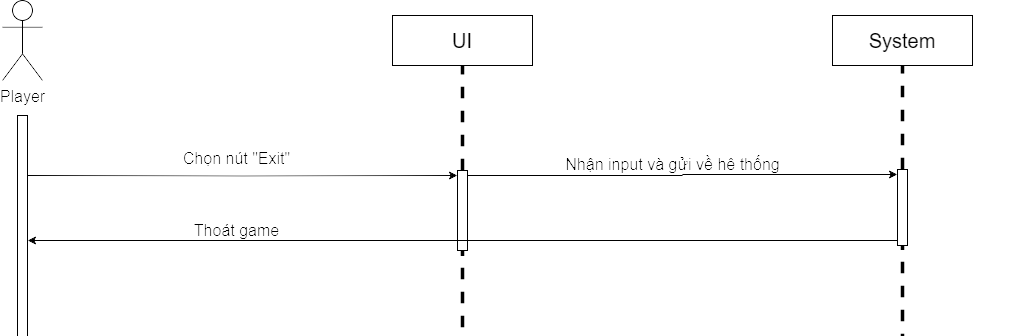 UI
System
Player
Chọn nút "Exit"
Nhận input và gửi về hệ thống
Thoát game